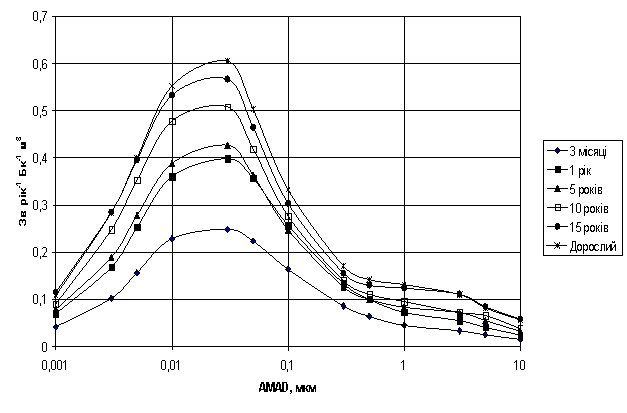 0,7
0,6
0,5
0,4
0,3
0,2
0,1
0
Зв рік⁻¹ Бк⁻¹ м³
0,001
0,01
0,1
1
10
AMAD, мкм
3 місяці
1 рік
5 років
10 років
15 років
Дорослий